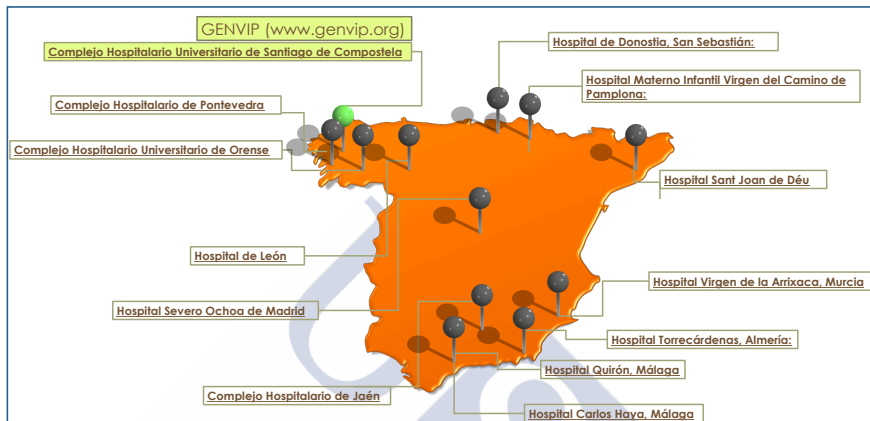 GENVIP (www.genvip.org)
Complejo Hospitalario Universitario de Santiago de Compostela
Hospital de Donostia, San Sebastián:
Hospital Materno Infantil Virgen del Camino de
Pamplona:
Complejo Hospitalario de Pontevedra
Complejo Hospitalario Universitario de Orense
Hospital Sant Joan de Déu
Hospital de León
Hospital Virgen de la Arrixaca, Murcia
Hospital Severo Ochoa de Madrid
Hospital Torrecárdenas, Almería:
Hospital Quirón, Málaga
Complejo Hospitalario de Jaén
Hospital Carlos Haya, Málaga